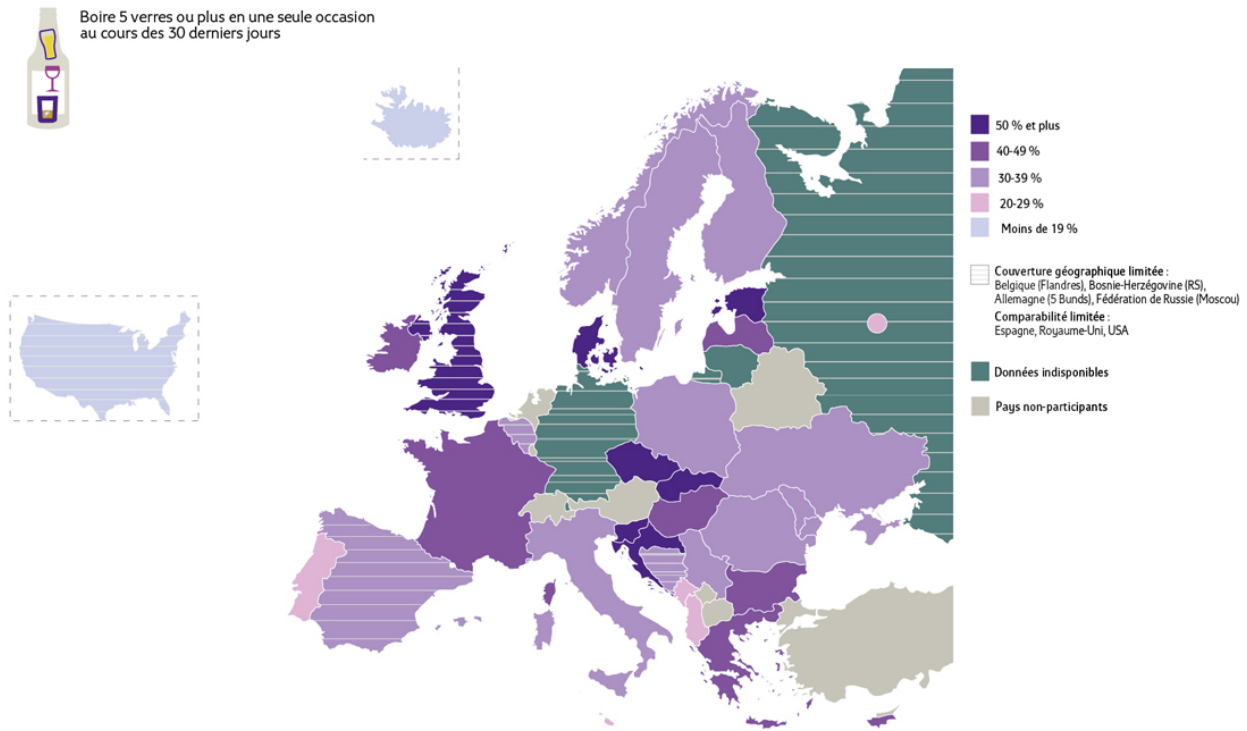 Boire 5 verres ou plus en une seule occasion
au cours des 30 derniers jours
50 % et plus
40-49 %
30-39 %
20-29 %
Moins de 19 %
Couverture géographique limitée :
Belgique (Flandres), Bosnie-Herzégovine (RS),
Allemagne (5 Bunds), Fédération de Russie (Moscou)
Comparabilité limitée :
Espagne, Royaume-Uni, USA
Données indisponibles
Pays non-participants